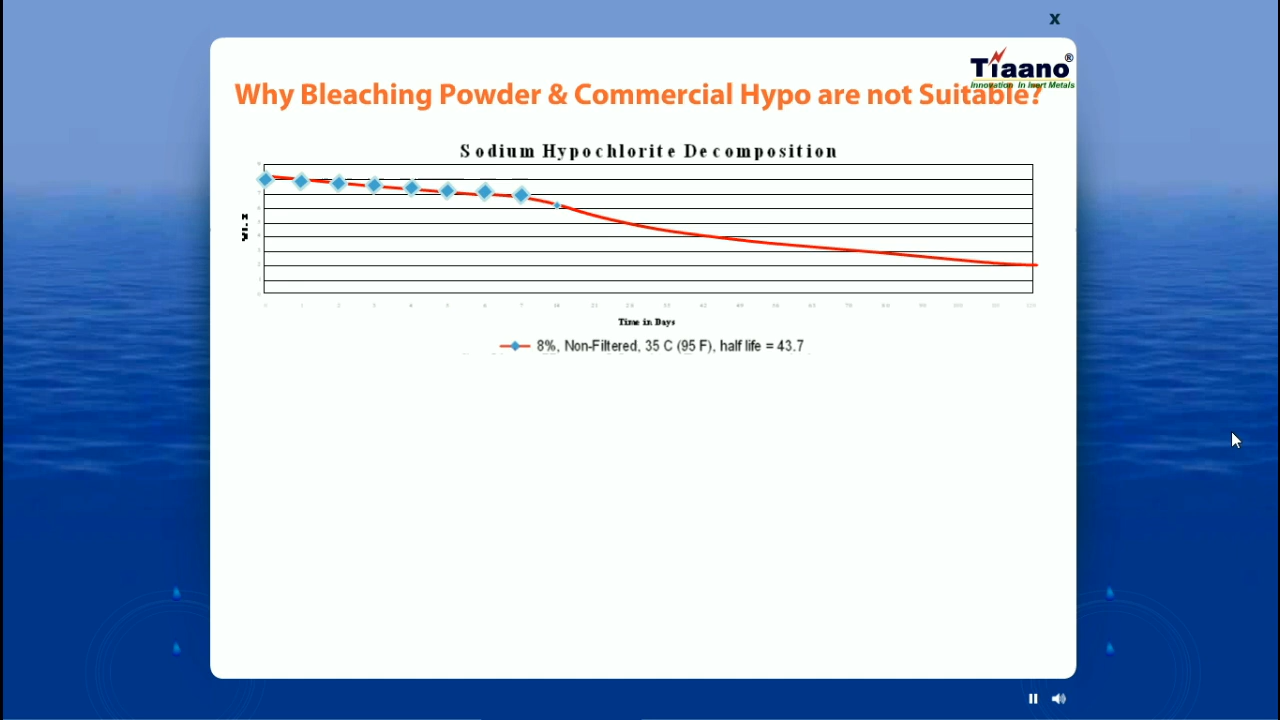 X
Tiaano®
Innovation In Inert Metals
Why Bleaching Powder & Commercial Hypo are not Suitable?
Sodium Hypochlorite Decomposition
Time in Days
8%, Non-Filtered, 35 C (95 F), half life = 43.7